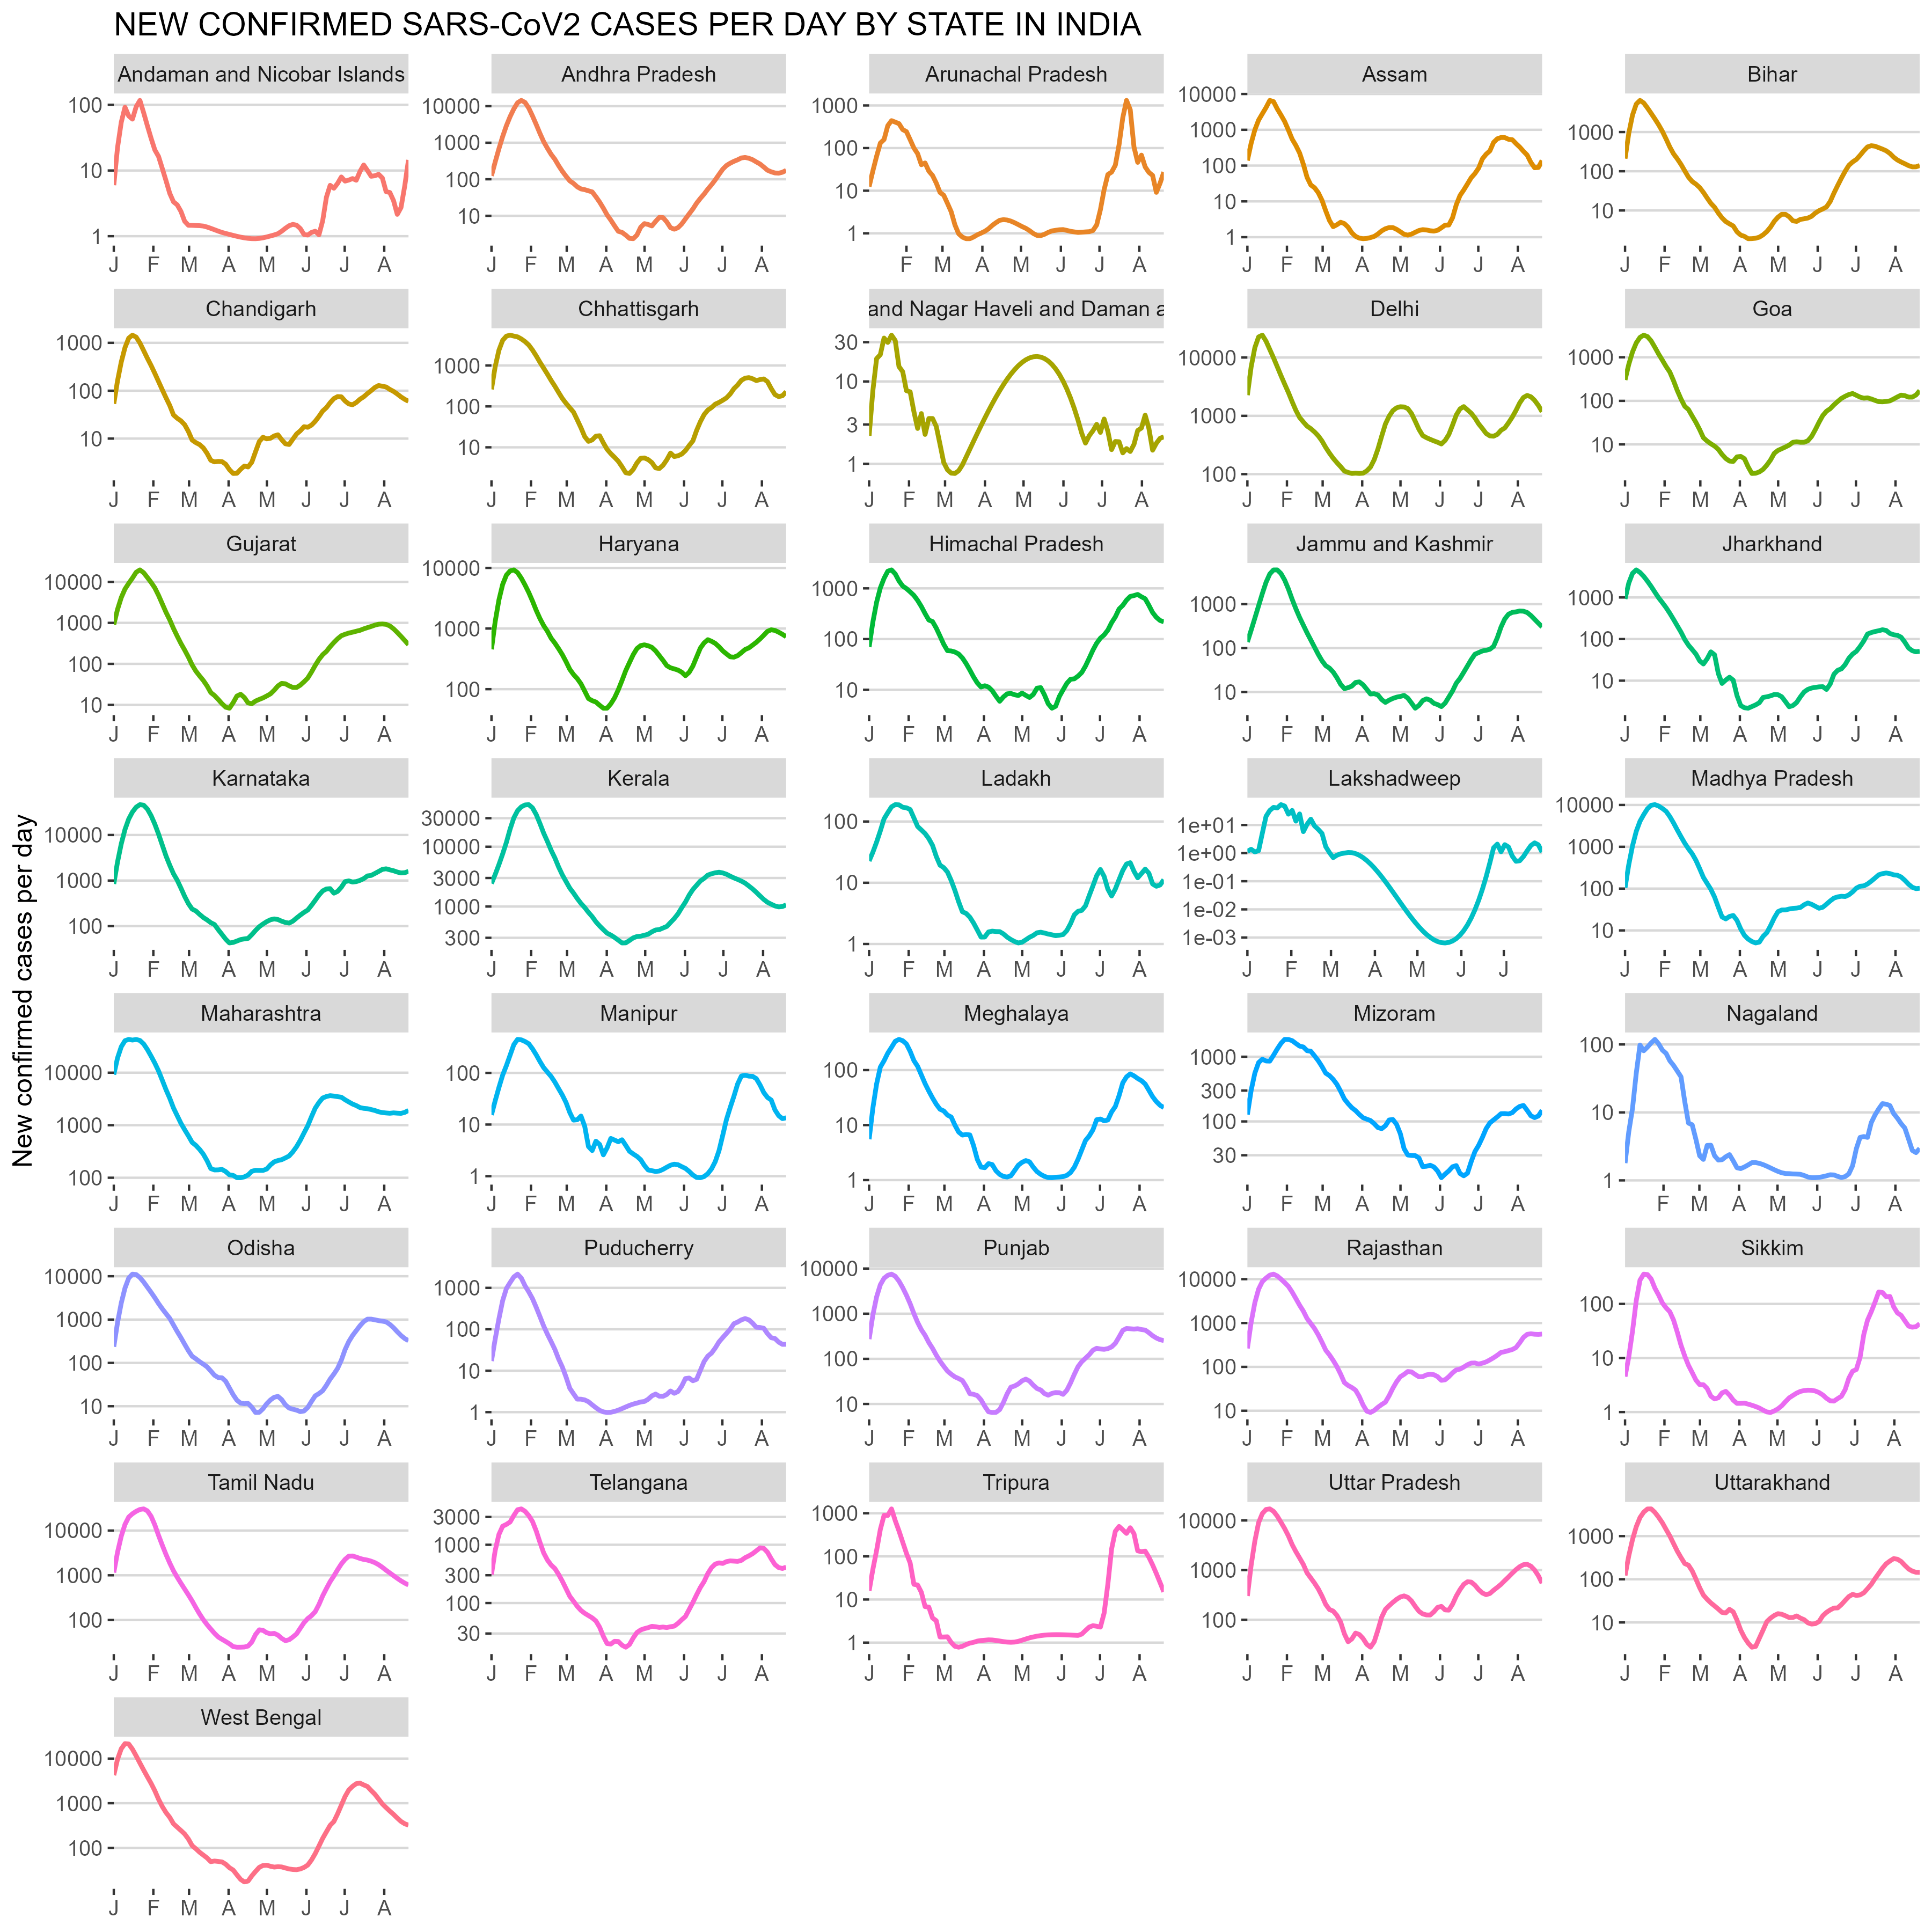 NEW CONFIRMED SARS-CoV2 CASES PER DAY BY STATE IN INDIA
New confirmed cases per day
Andaman and Nicobar Islands
100
10
1
J F M A M J J A
Andhra Pradesh
10000
1000
100
10
J F M A M J J A
Arunachal Pradesh
1000
100
10
1
F M A M J J A
Assam
10000
1000
100
10
1
J F M A M J J A
Bihar
1000
100
10
J F M A M J J A
Chandigarh
1000
100
10
J F M A M J J A
Chhattisgarh
1000
100
10
J F M A M J J A
and Nagar Haveli and Daman a
30
10
3
1
J F M A M J J A
Delhi
10000
1000
100
J F M A M J J A
Goa
1000
100
10
J F M A M J J A
Gujarat
10000
1000
100
10
J F M A M J J A
Haryana
10000
1000
100
J F M A M J J A
Himachal Pradesh
1000
100
10
J F M A M J J A
Jammu and Kashmir
1000
100
10
J F M A M J J A
Jharkhand
1000
100
10
J F M A M J J A
Karnataka
10000
1000
100
J F M A M J J A
Kerala
30000
10000
3000
1000
300
J F M A M J J A
Ladakh
100
10
1
J F M A M J J A
Lakshadweep
1e+01
1e+00
1e-01
1e-02
1e-03
J F M A M J J
Madhya Pradesh
10000
1000
100
10
J F M A M J J A
Maharashtra
10000
1000
100
J F M A M J J A
Manipur
100
10
1
J F M A M J J A
Meghalaya
100
10
1
J F M A M J J A
Mizoram
1000
300
100
30
J F M A M J J A
Nagaland
100
10
1
F M A M J J A
Odisha
10000
1000
100
10
J F M A M J J A
Puducherry
1000
100
10
1
J F M A M J J A
Punjab
10000
1000
100
10
J F M A M J J A
Rajasthan
10000
1000
100
10
J F M A M J J A
Sikkim
100
10
1
J F M A M J J A
Tamil Nadu
10000
1000
100
J F M A M J J A
Telangana
3000
1000
300
100
30
J F M A M J J A
Tripura
1000
100
10
1
J F M A M J J A
Uttar Pradesh
10000
1000
100
J F M A M J J A
Uttarakhand
1000
100
10
J F M A M J J A
West Bengal
10000
1000
100
J F M A M J J A